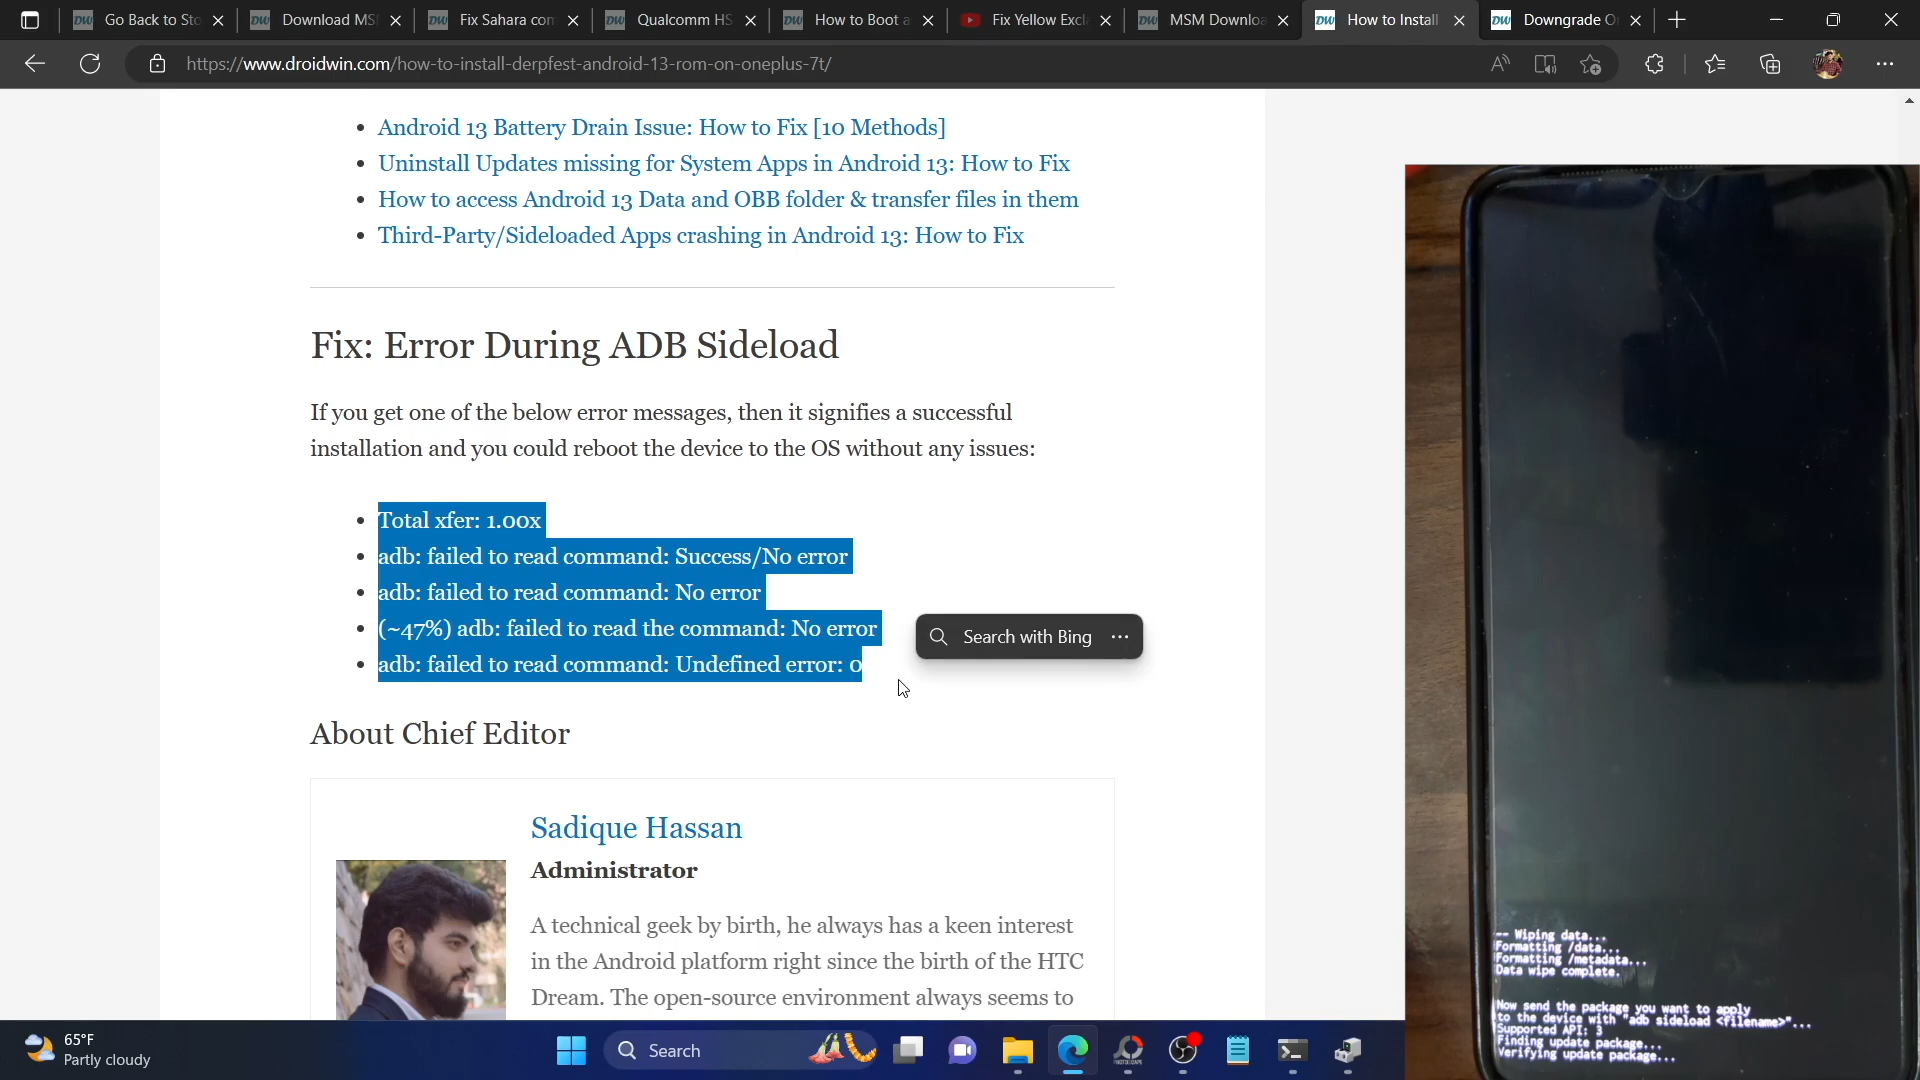 Go Back to Sto
Download MS
Fix Sahara con
Qualcomm HS
How to Boot a
Fix Yellow Excl
MSM Downloa
How to Install
Downgrade O
https://www.droidwin.com/how-to-install-derpfest-android-13-rom-on-oneplus-7t/
Android 13 Battery Drain Issue: How to Fix [10 Methods]
Uninstall Updates missing for System Apps in Android 13: How to Fix
How to access Android 13 Data and OBB folder & transfer files in them
Third-Party/Sideloaded Apps crashing in Android 13: How to Fix
Fix: Error During ADB Sideload
If you get one of the below error messages, then it signifies a successful
installation and you could reboot the device to the OS without any issues:
Total xfer: 1.00x
adb: failed to read command: Success/No error
adb: failed to read command: No error
(~47%) adb: failed to read the command: No error
adb: failed to read command: Undefined error: 0
Search with Bing
About Chief Editor
Sadique Hassan
Administrator
A technical geek by birth, he always has a keen interest
in the Android platform right since the birth of the HTC
Dream. The open-source environment always seems to
-- Wiping data...
Formatting /data...
Formatting /metadata...
Data wipe complete.
Now send the package you want to apply
to the device with "adb sideload <filename>"...
Supported API: 3
Finding update package...
Verifying update package...
65°F
Partly cloudy
Search